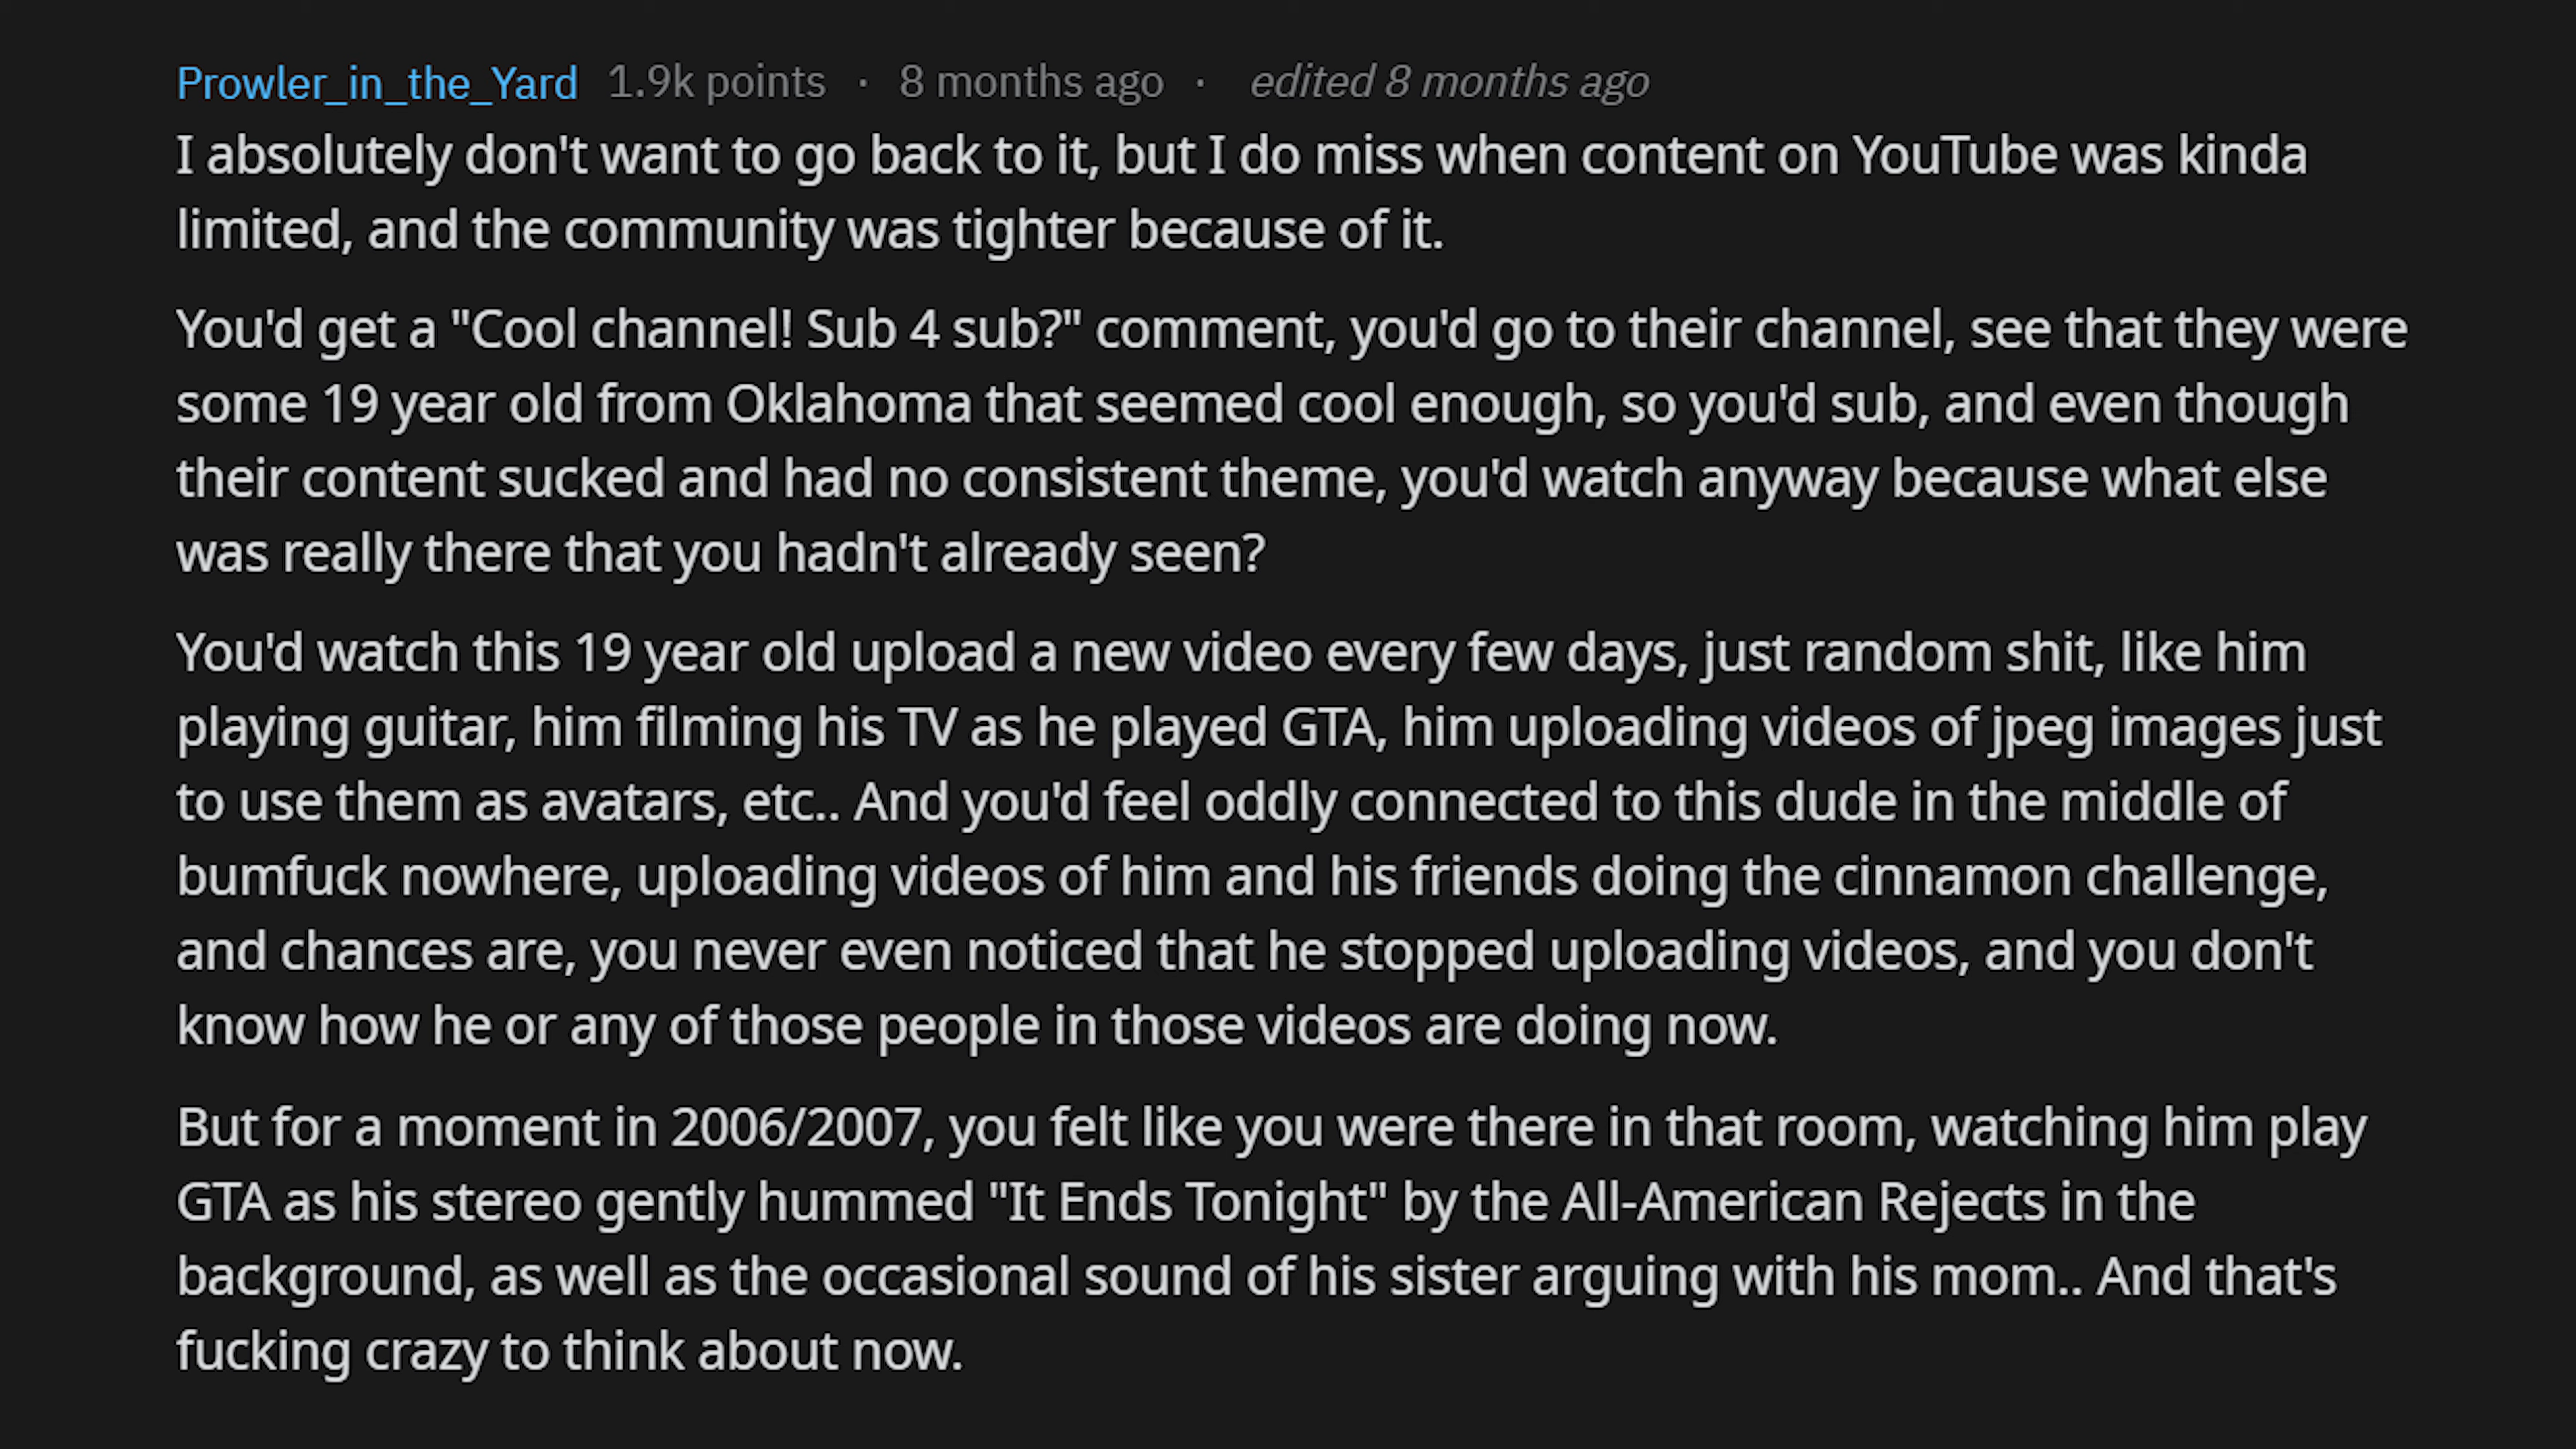 Prowler_in_the_Yard 1.9k points · 8 months ago · edited 8 months ago
I absolutely don't want to go back to it, but I do miss when content on YouTube was kinda
limited, and the community was tighter because of it.
You'd get a "Cool channel! Sub 4 sub?" comment, you'd go to their channel, see that they were
some 19 year old from Oklahoma that seemed cool enough, so you'd sub, and even though
their content sucked and had no consistent theme, you'd watch anyway because what else
was really there that you hadn't already seen?
You'd watch this 19 year old upload a new video every few days, just random shit, like him
playing guitar, him filming his TV as he played GTA, him uploading videos of jpeg images just
to use them as avatars, etc.. And you'd feel oddly connected to this dude in the middle of
bumfuck nowhere, uploading videos of him and his friends doing the cinnamon challenge,
and chances are, you never even noticed that he stopped uploading videos, and you don't
know how he or any of those people in those videos are doing now.
But for a moment in 2006/2007, you felt like you were there in that room, watching him play
GTA as his stereo gently hummed "It Ends Tonight" by the All-American Rejects in the
background, as well as the occasional sound of his sister arguing with his mom.. And that's
fucking crazy to think about now.